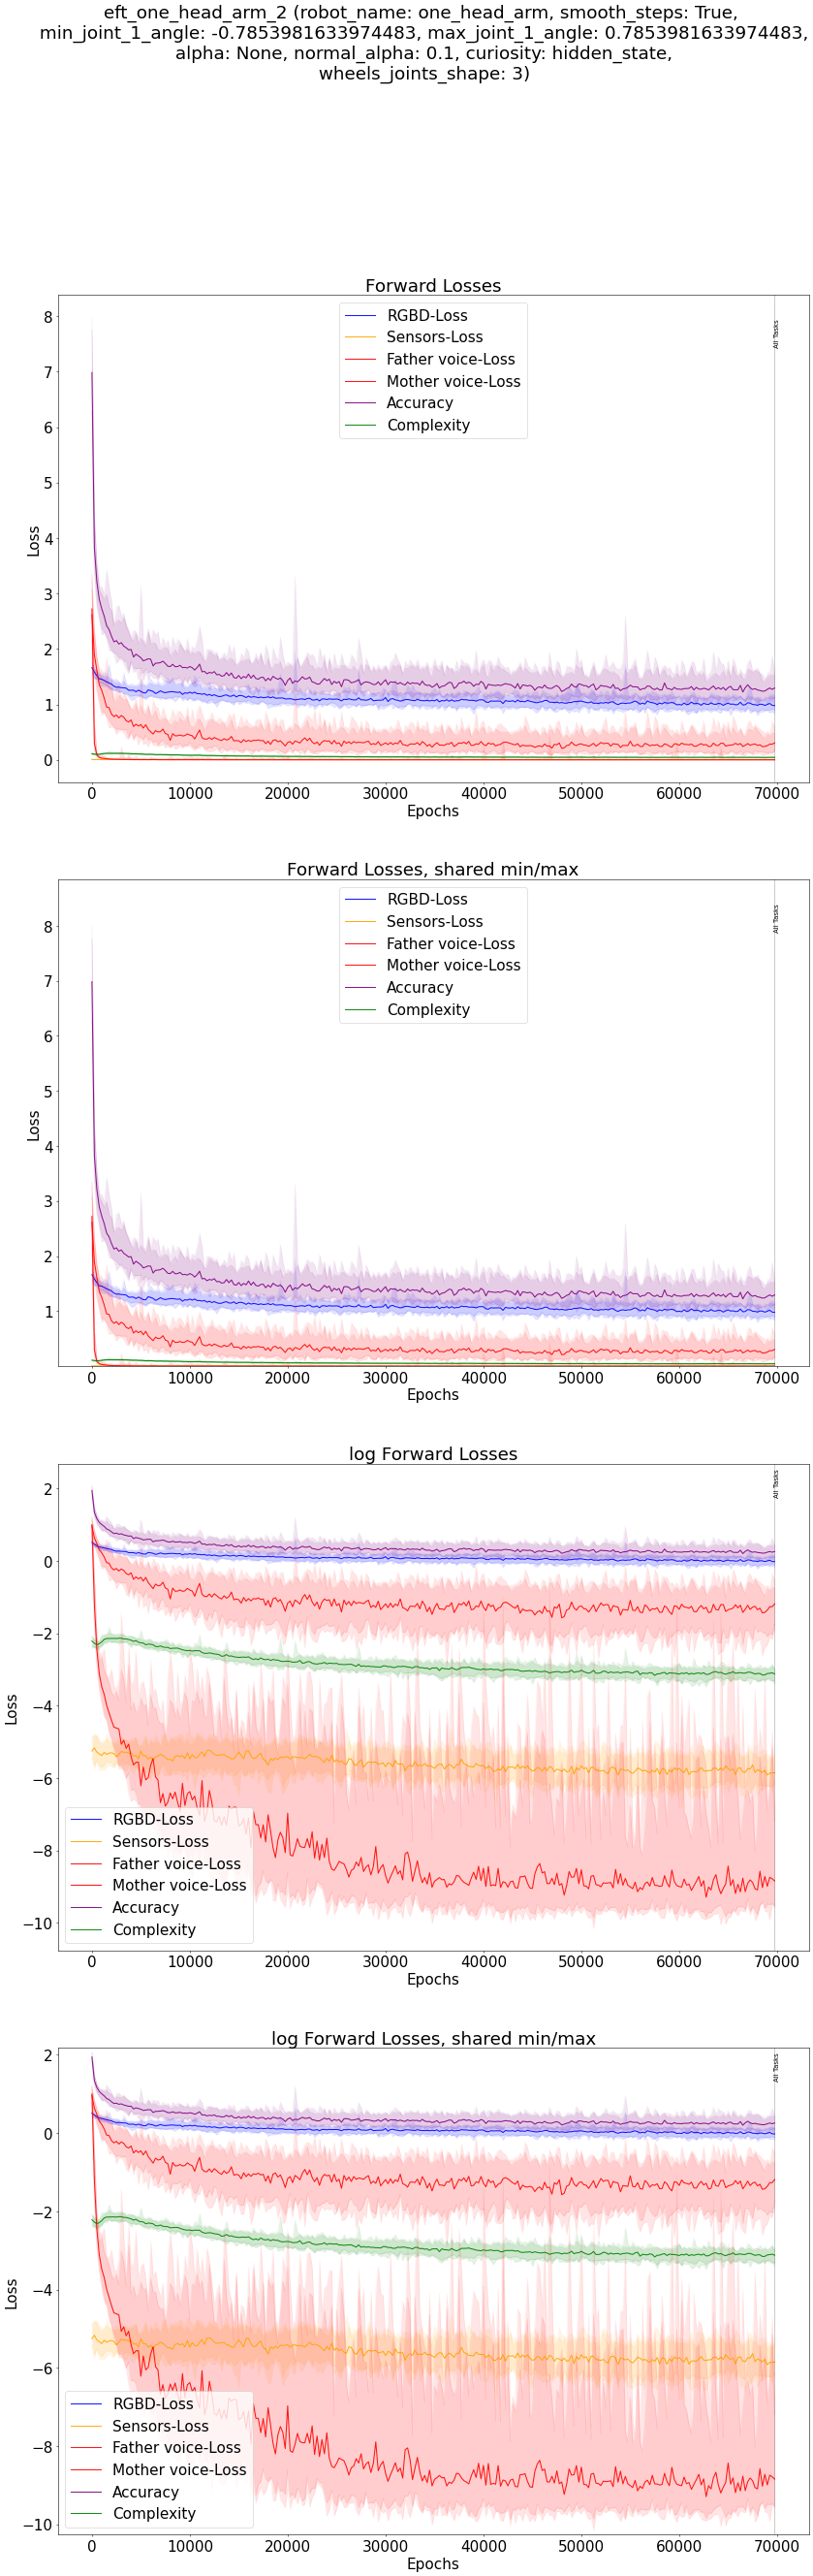 eft_one_head_arm_2 (robot_name: one_head_arm, smooth_steps: True,
min_joint_1_angle: -0.7853981633974483, max_joint_1_angle: 0.7853981633974483,
alpha: None, normal_alpha: 0.1, curiosity: hidden_state,
wheels_joints_shape: 3)
Forward Losses
RGBD-Loss
Sensors-Loss
Father voice-Loss
Mother voice-Loss
Accuracy
Complexity
All Tasks
Loss
8
7
6
5
4
3
2
1
0
0 10000 20000 30000 40000 50000 60000 70000
Epochs
Forward Losses, shared min/max
RGBD-Loss
Sensors-Loss
Father voice-Loss
Mother voice-Loss
Accuracy
Complexity
All Tasks
Loss
8
7
6
5
4
3
2
1
0 10000 20000 30000 40000 50000 60000 70000
Epochs
log Forward Losses
All Tasks
Loss
2
0
−2
−4
−6
−8
−10
RGBD-Loss
Sensors-Loss
Father voice-Loss
Mother voice-Loss
Accuracy
Complexity
0 10000 20000 30000 40000 50000 60000 70000
Epochs
log Forward Losses, shared min/max
All Tasks
Loss
2
0
−2
−4
−6
−8
−10
RGBD-Loss
Sensors-Loss
Father voice-Loss
Mother voice-Loss
Accuracy
Complexity
0 10000 20000 30000 40000 50000 60000 70000
Epochs